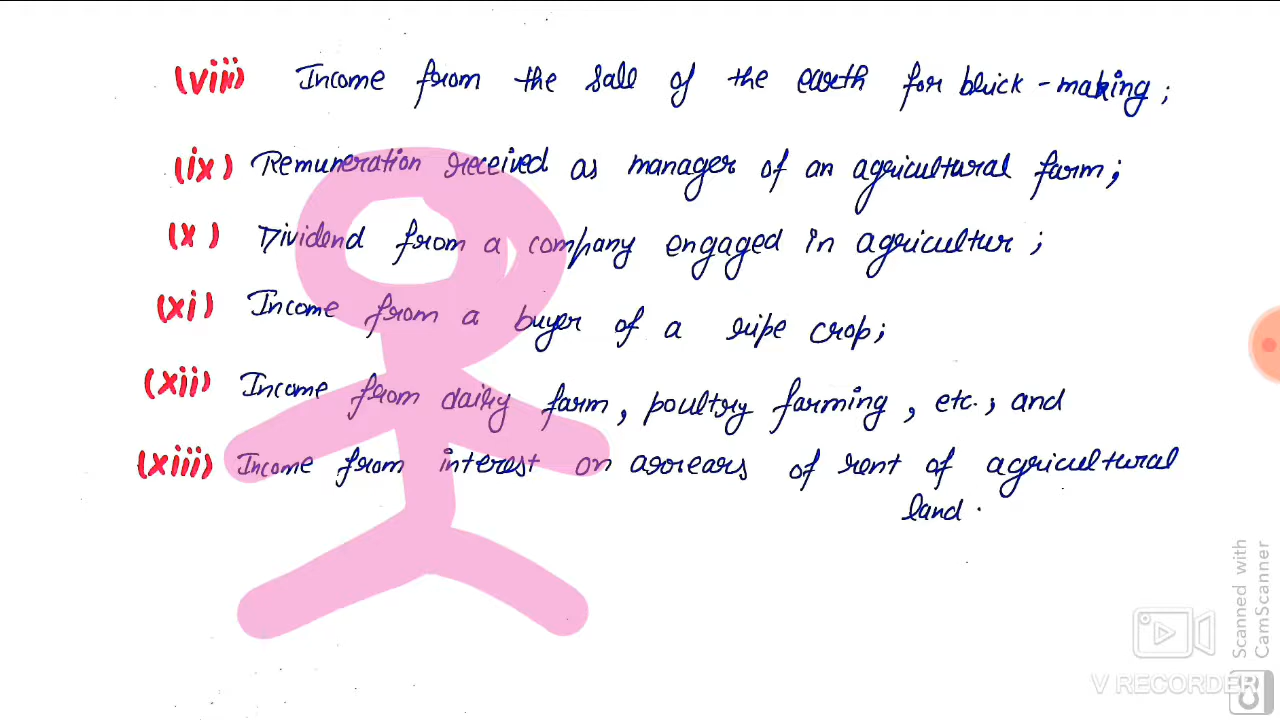 (viii) Income from the sale of the earth for brick-making;
(ix) Remuneration received as manager of an agricultural farm;
(x) Dividend from a company engaged in agricultur;
(xi) Income from a buyer of a ripe crop;
(xii) Income from dairy farm, poultry farming, etc.; and
(xiii) Income from interest on arrears of rent of agricultural
land.
Scanned with
CamScanner
V RECORDER